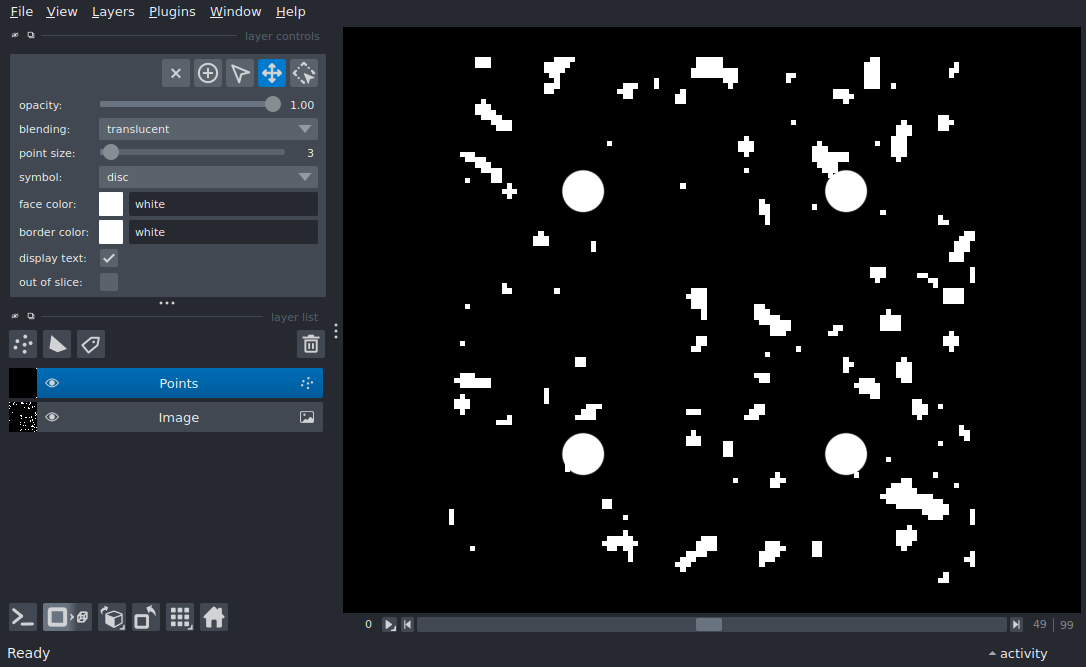 File View Layers Plugins Window Help
layer controls
opacity: 1.00
blending: translucent
point size: 3
symbol: disc
face color: white
border color: white
display text:
out of slice:
layer list
Points
Image
0 49 | 99
Ready activity